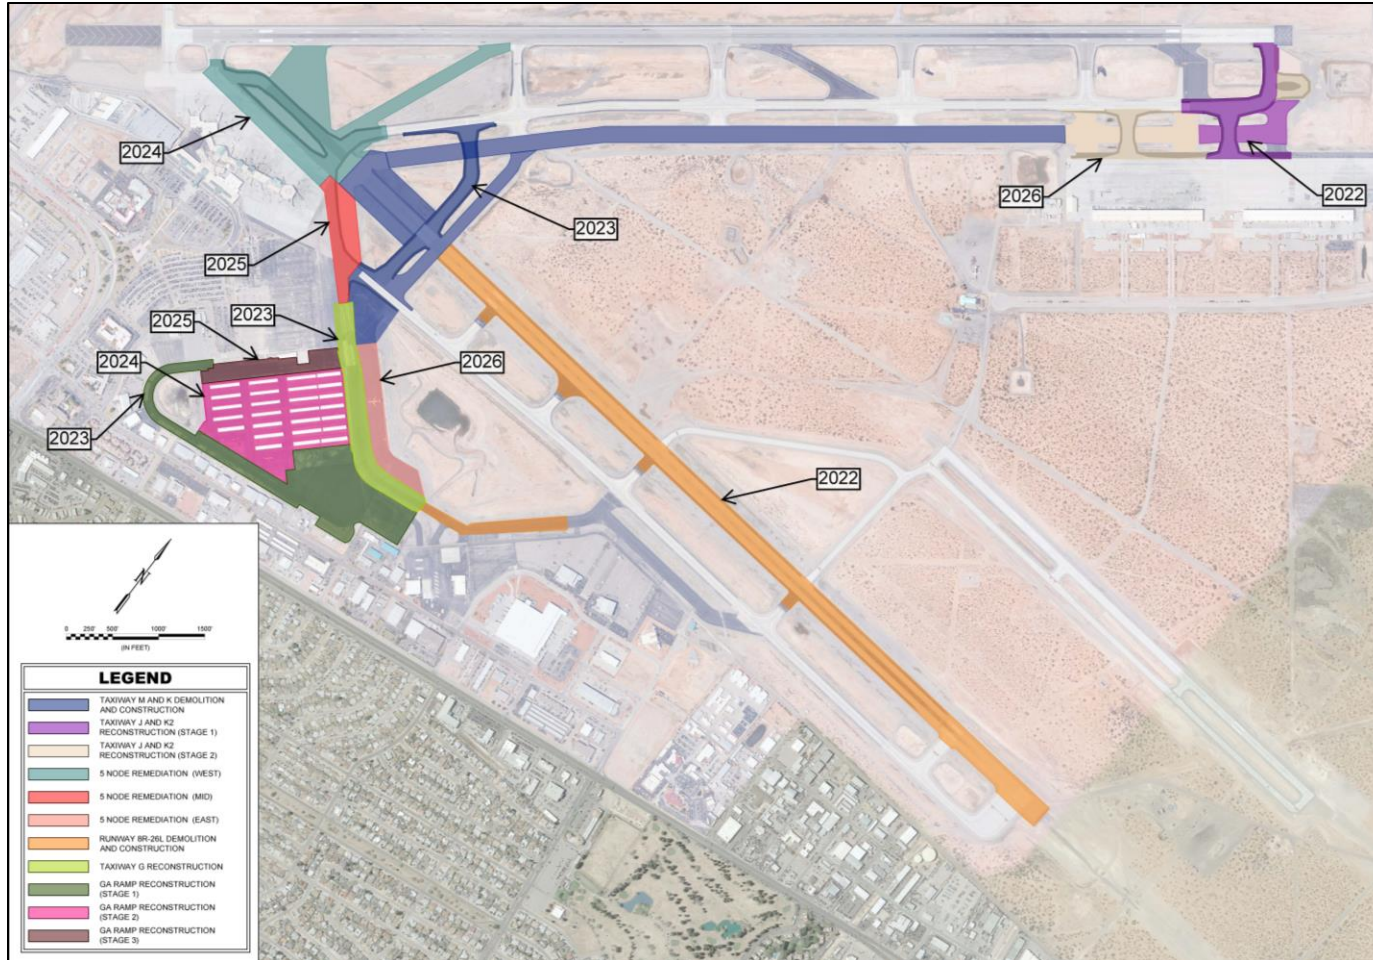 2024
2026
2022
2023
2025
2023
2025
2024
2026
2023
2022
N
0 250' 500' 1000' 1500'
(IN FEET)
LEGEND
TAXIWAY M AND K DEMOLITION
AND CONSTRUCTION
TAXIWAY J AND K2
RECONSTRUCTION (STAGE 1)
TAXIWAY J AND K2
RECONSTRUCTION (STAGE 2)
5 NODE REMEDIATION (WEST)
5 NODE REMEDIATION (MID)
5 NODE REMEDIATION (EAST)
RUNWAY 8R-26L DEMOLITION
AND CONSTRUCTION
TAXIWAY G RECONSTRUCTION
GA RAMP RECONSTRUCTION
(STAGE 1)
GA RAMP RECONSTRUCTION
(STAGE 2)
GA RAMP RECONSTRUCTION
(STAGE 3)